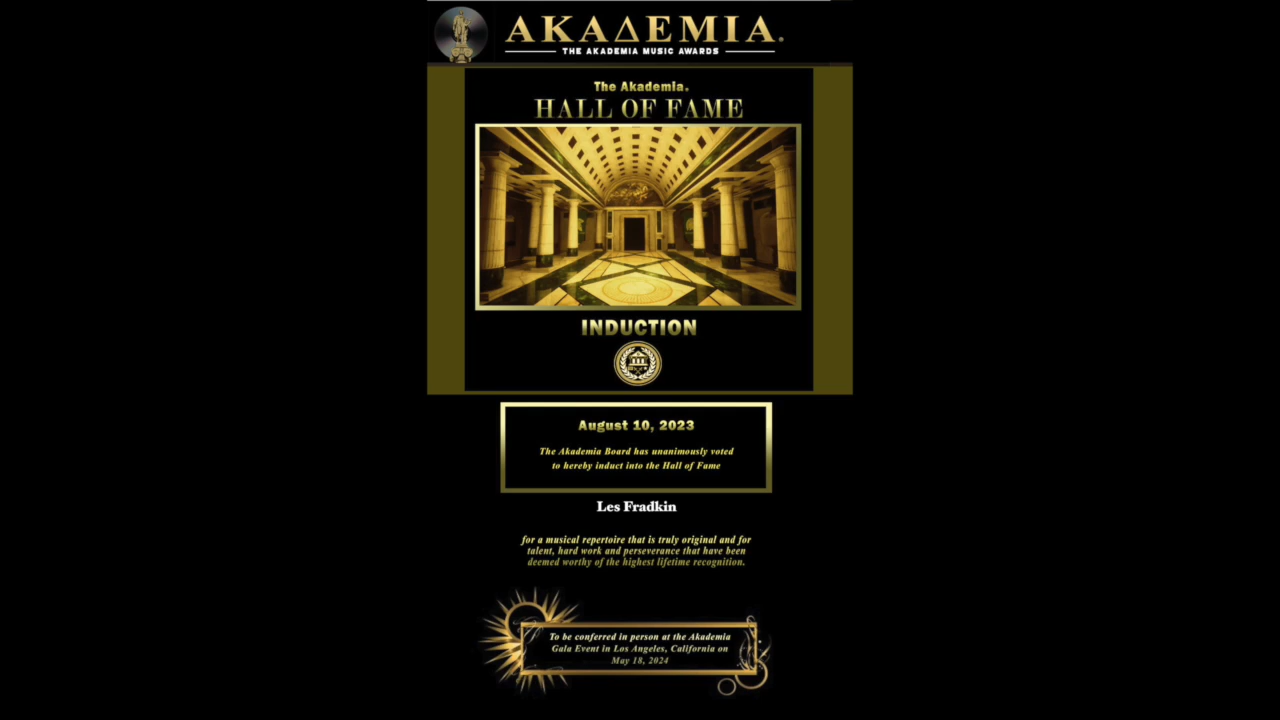 ΑΚΑΔΕΜΙΑ®
THE AKADEMIA MUSIC AWARDS
The Akademia®
HALL OF FAME
INDUCTION
August 10, 2023
The Akademia Board has unanimously voted
to hereby induct into the Hall of Fame
Les Fradkin
for a musical repertoire that is truly original and for
talent, hard work and perseverance that have been
deemed worthy of the highest lifetime recognition.
To be conferred in person at the Akademia
Gala Event in Los Angeles, California on
May 18, 2024